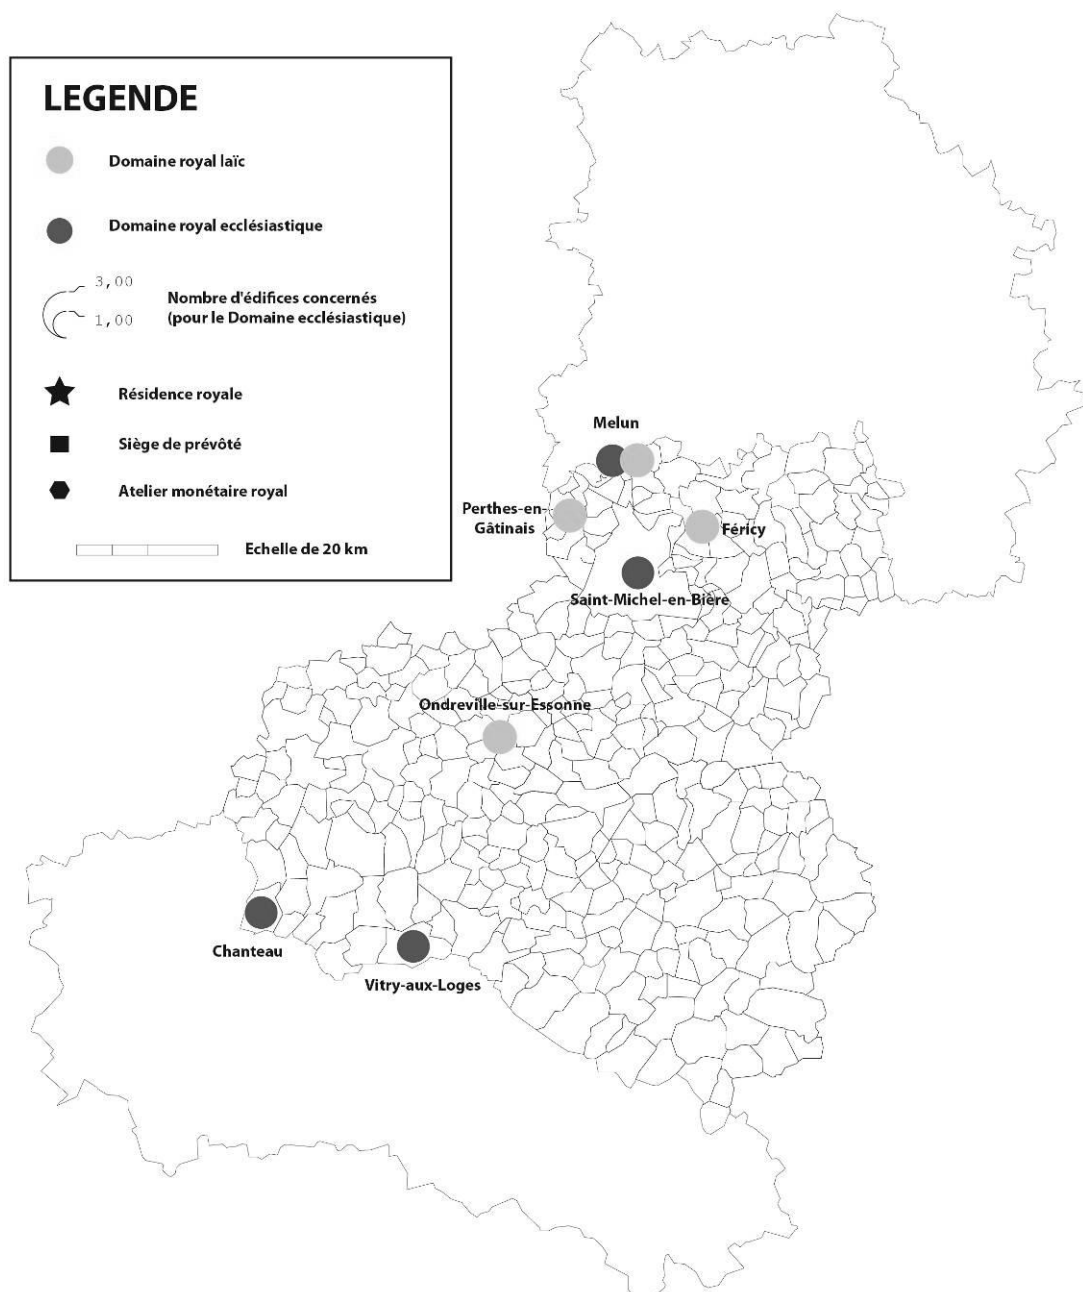 LEGENDE
Domaine royal laïc
Domaine royal ecclésiastique
3,00
1,00
Nombre d'édifices concernés
(pour le Domaine ecclésiastique)
Résidence royale
Siège de prévôté
Atelier monétaire royal
Echelle de 20 km
Melun
Perthes-en-
Gâtinais
Féricy
Saint-Michel-en-Bière
Ondreville-sur-Essonne
Chanteau
Vitry-aux-Loges